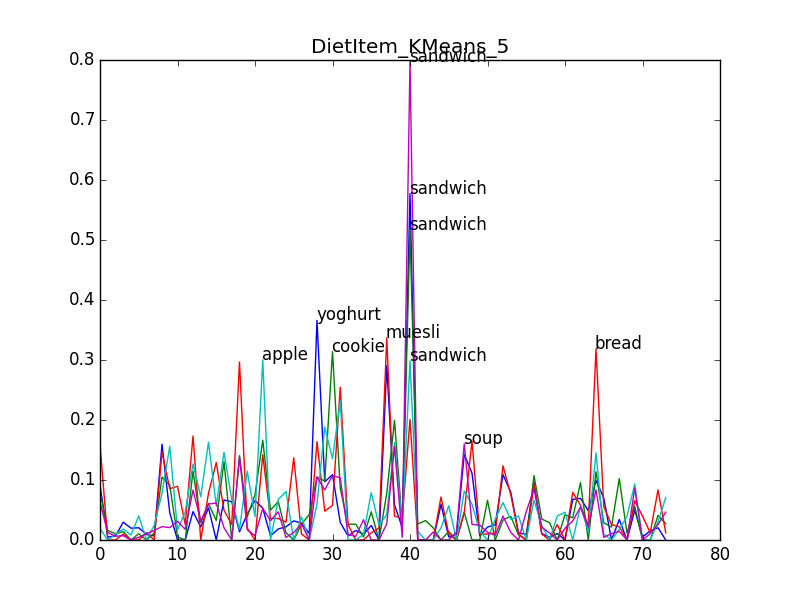 DietItem_KMeans_5
sandwich
0.8
0.7
0.6
sandwich
0.5
sandwich
0.4
yoghurt
muesli
cookie
bread
0.3
apple
sandwich
0.2
soup
0.1
0.0
0 10 20 30 40 50 60 70 80